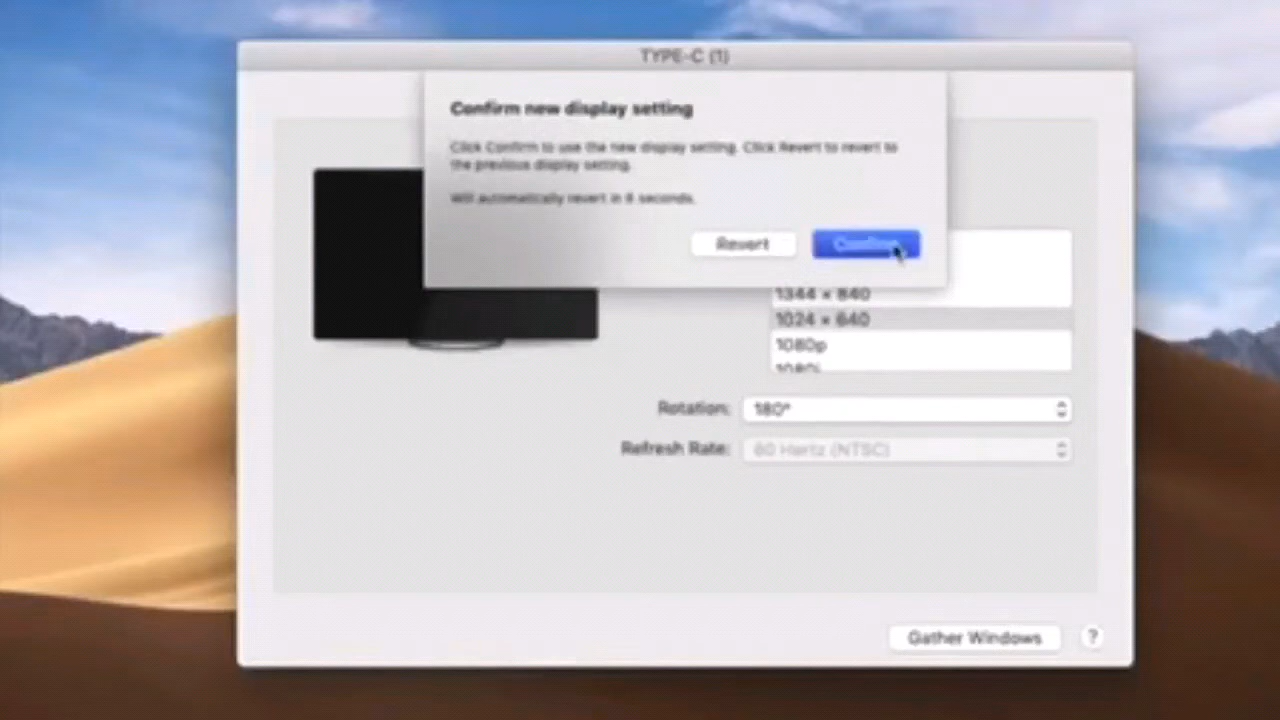 TYPE-C (1)
Confirm new display setting
Click Confirm to use the new display setting. Click Revert to revert to
the previous display setting.
Will automatically revert in 6 seconds.
Revert
Confirm
1344 × 840
1024 × 640
1080p
1080i
Rotation: 180°
Refresh Rate: 60 Hertz (NTSC)
Gather Windows ?